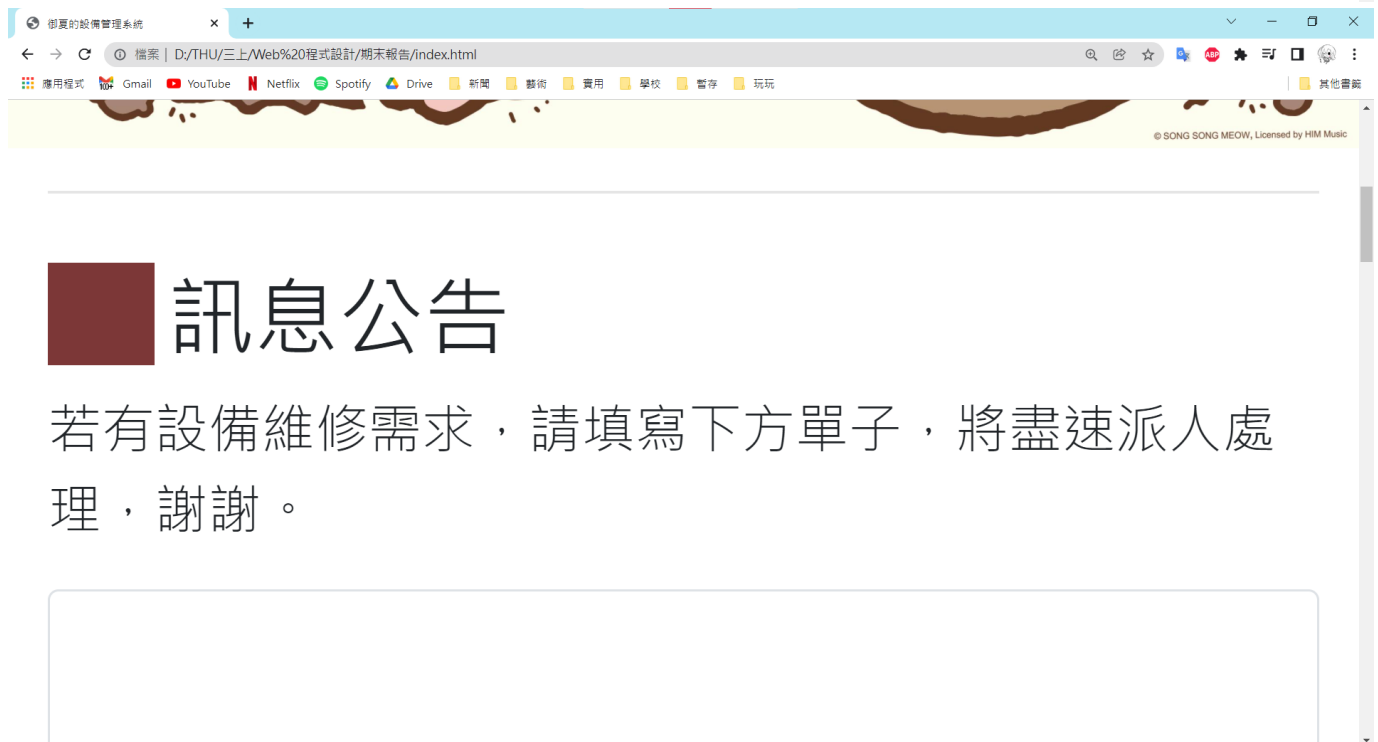 御夏的設備管理系統
檔案 | D:/THU/三上/Web%20程式設計/期末報告/index.html
ABP
應用程式 Gmail YouTube Netflix Spotify Drive 新聞 藝術 實用 學校 暫存 玩玩 其他書籤
© SONG SONG MEOW, Licensed by HIM Music
訊息公告
若有設備維修需求，請填寫下方單子，將盡速派人處
理，謝謝。